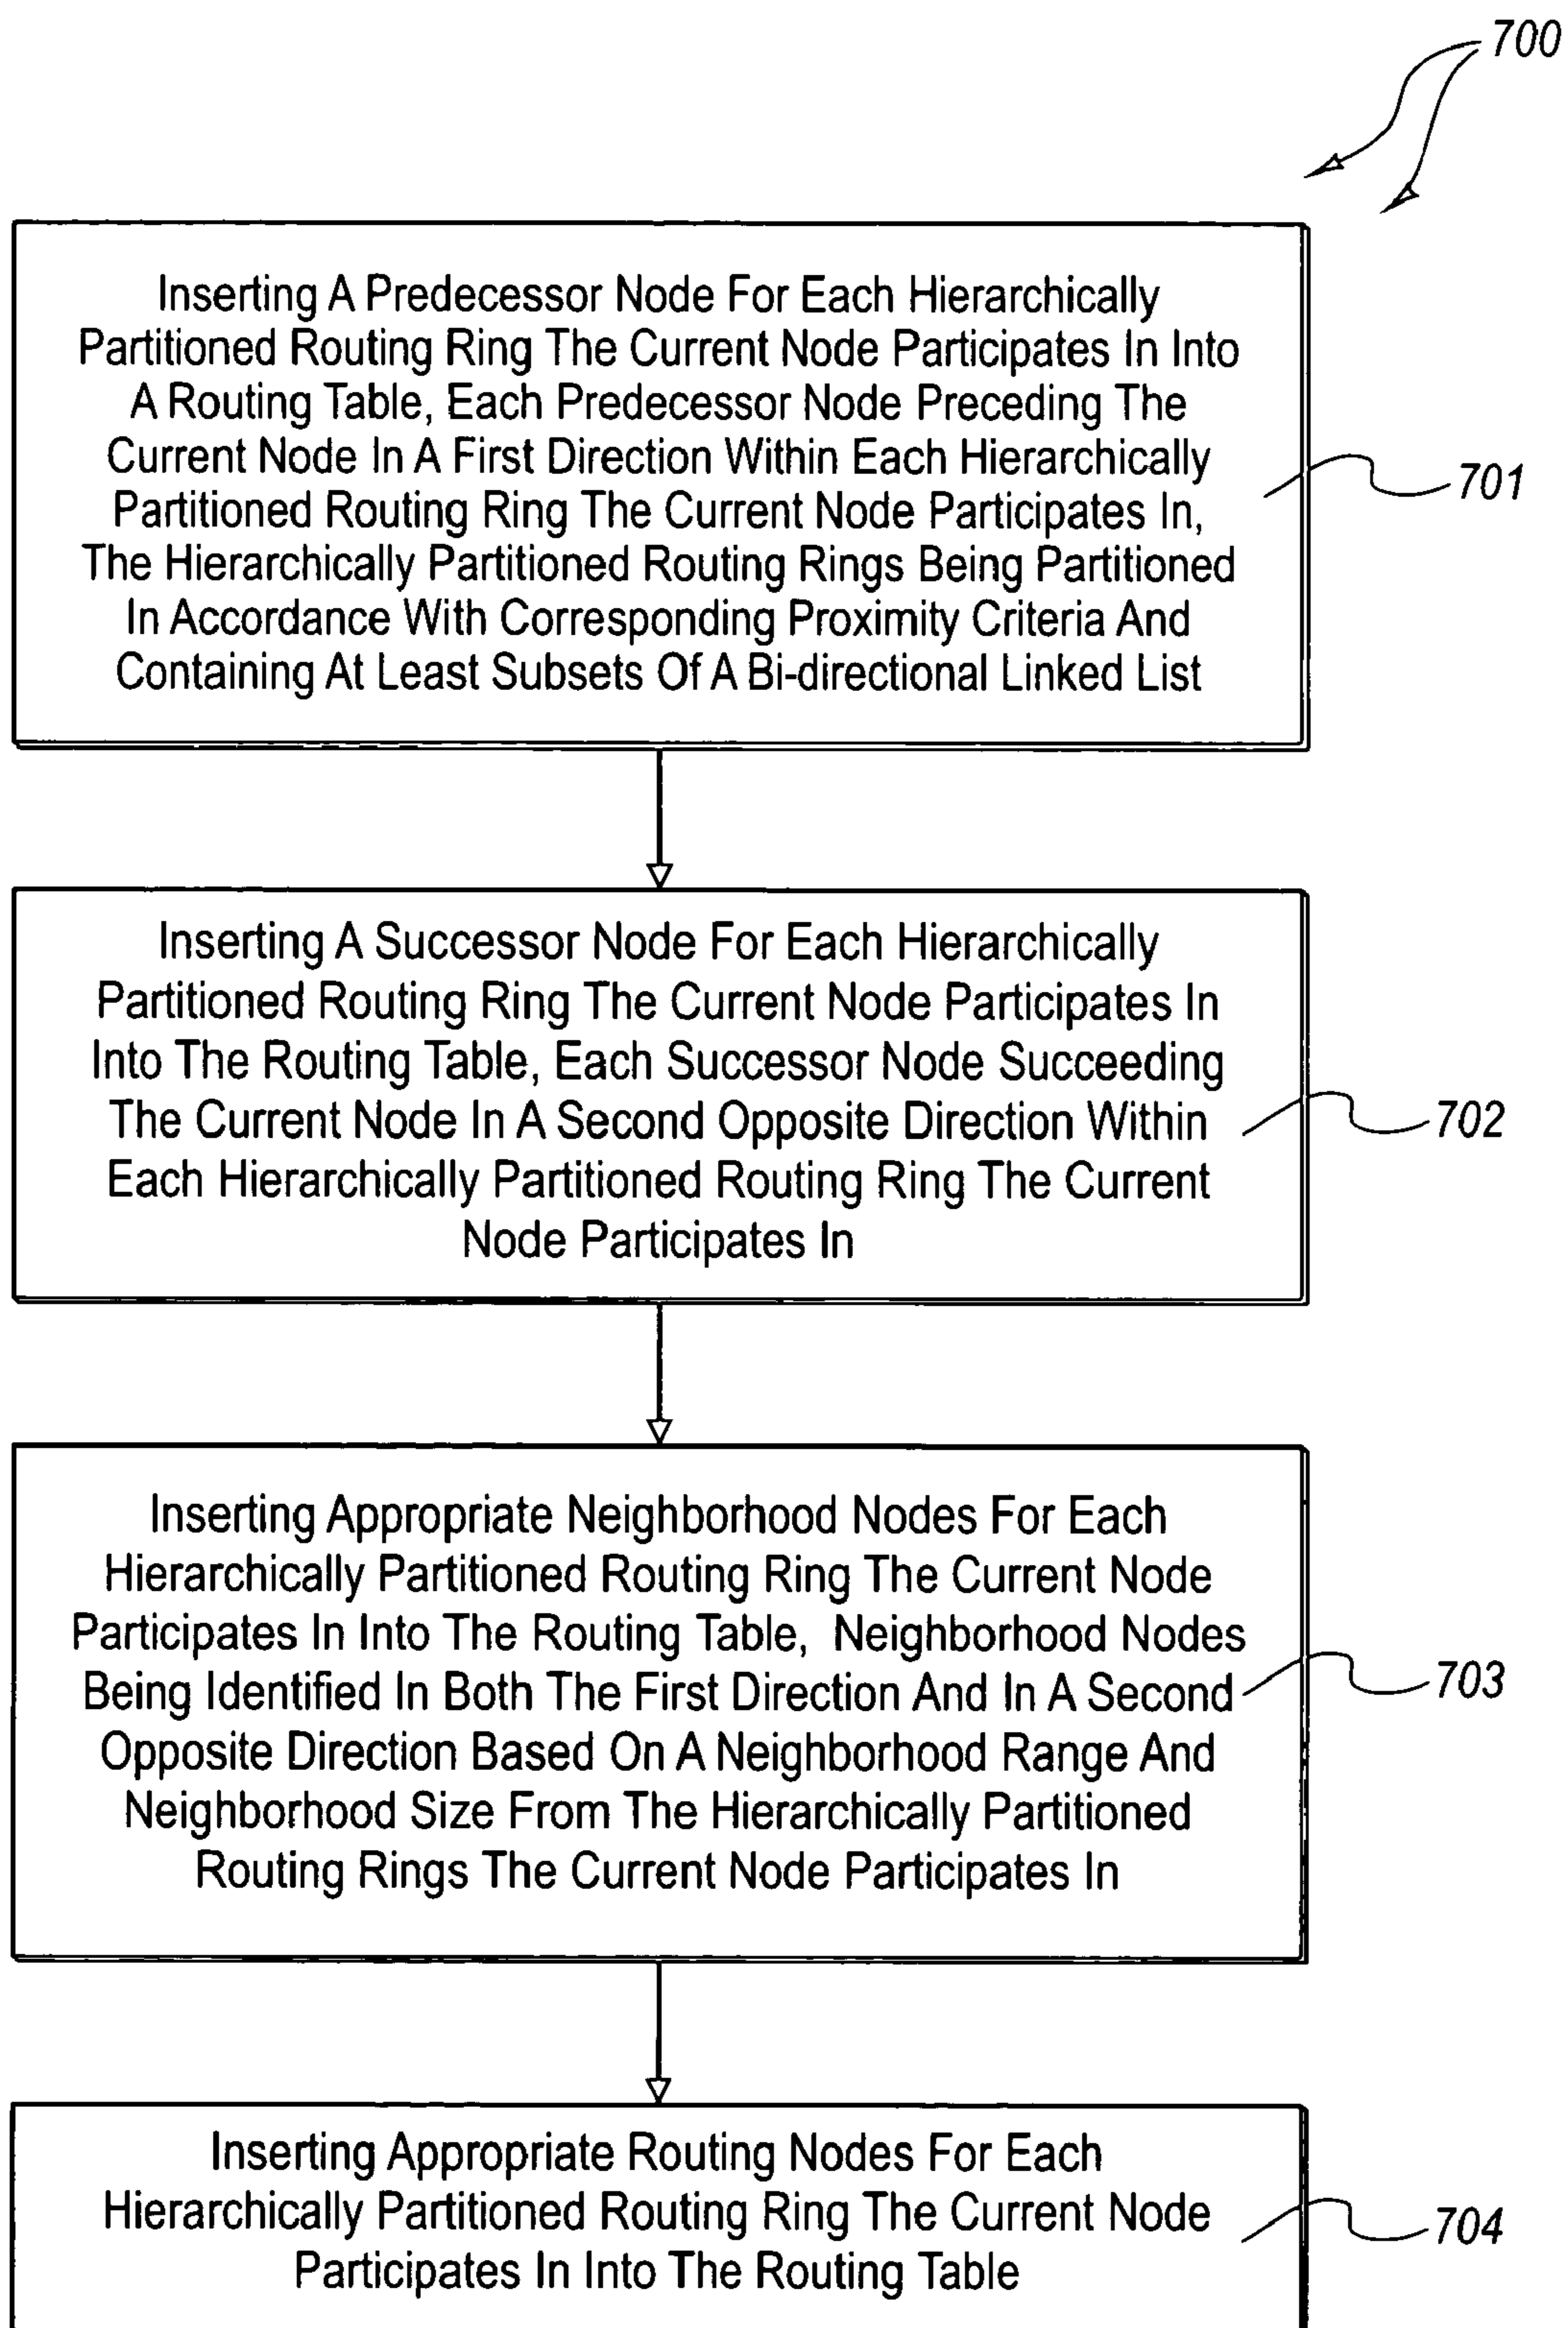 700
Inserting A Predecessor Node For Each Hierarchically
Partitioned Routing Ring The Current Node Participates In Into
A Routing Table, Each Predecessor Node Preceding The
Current Node In A First Direction Within Each Hierarchically
Partitioned Routing Ring The Current Node Participates In,
The Hierarchically Partitioned Routing Rings Being Partitioned
In Accordance With Corresponding Proximity Criteria And
Containing At Least Subsets Of A Bi-directional Linked List
701
Inserting A Successor Node For Each Hierarchically
Partitioned Routing Ring The Current Node Participates In
Into The Routing Table, Each Successor Node Succeeding
The Current Node In A Second Opposite Direction Within
Each Hierarchically Partitioned Routing Ring The Current
Node Participates In
702
Inserting Appropriate Neighborhood Nodes For Each
Hierarchically Partitioned Routing Ring The Current Node
Participates In Into The Routing Table, Neighborhood Nodes
Being Identified In Both The First Direction And In A Second
Opposite Direction Based On A Neighborhood Range And
Neighborhood Size From The Hierarchically Partitioned
Routing Rings The Current Node Participates In
703
Inserting Appropriate Routing Nodes For Each
Hierarchically Partitioned Routing Ring The Current Node
Participates In Into The Routing Table
704